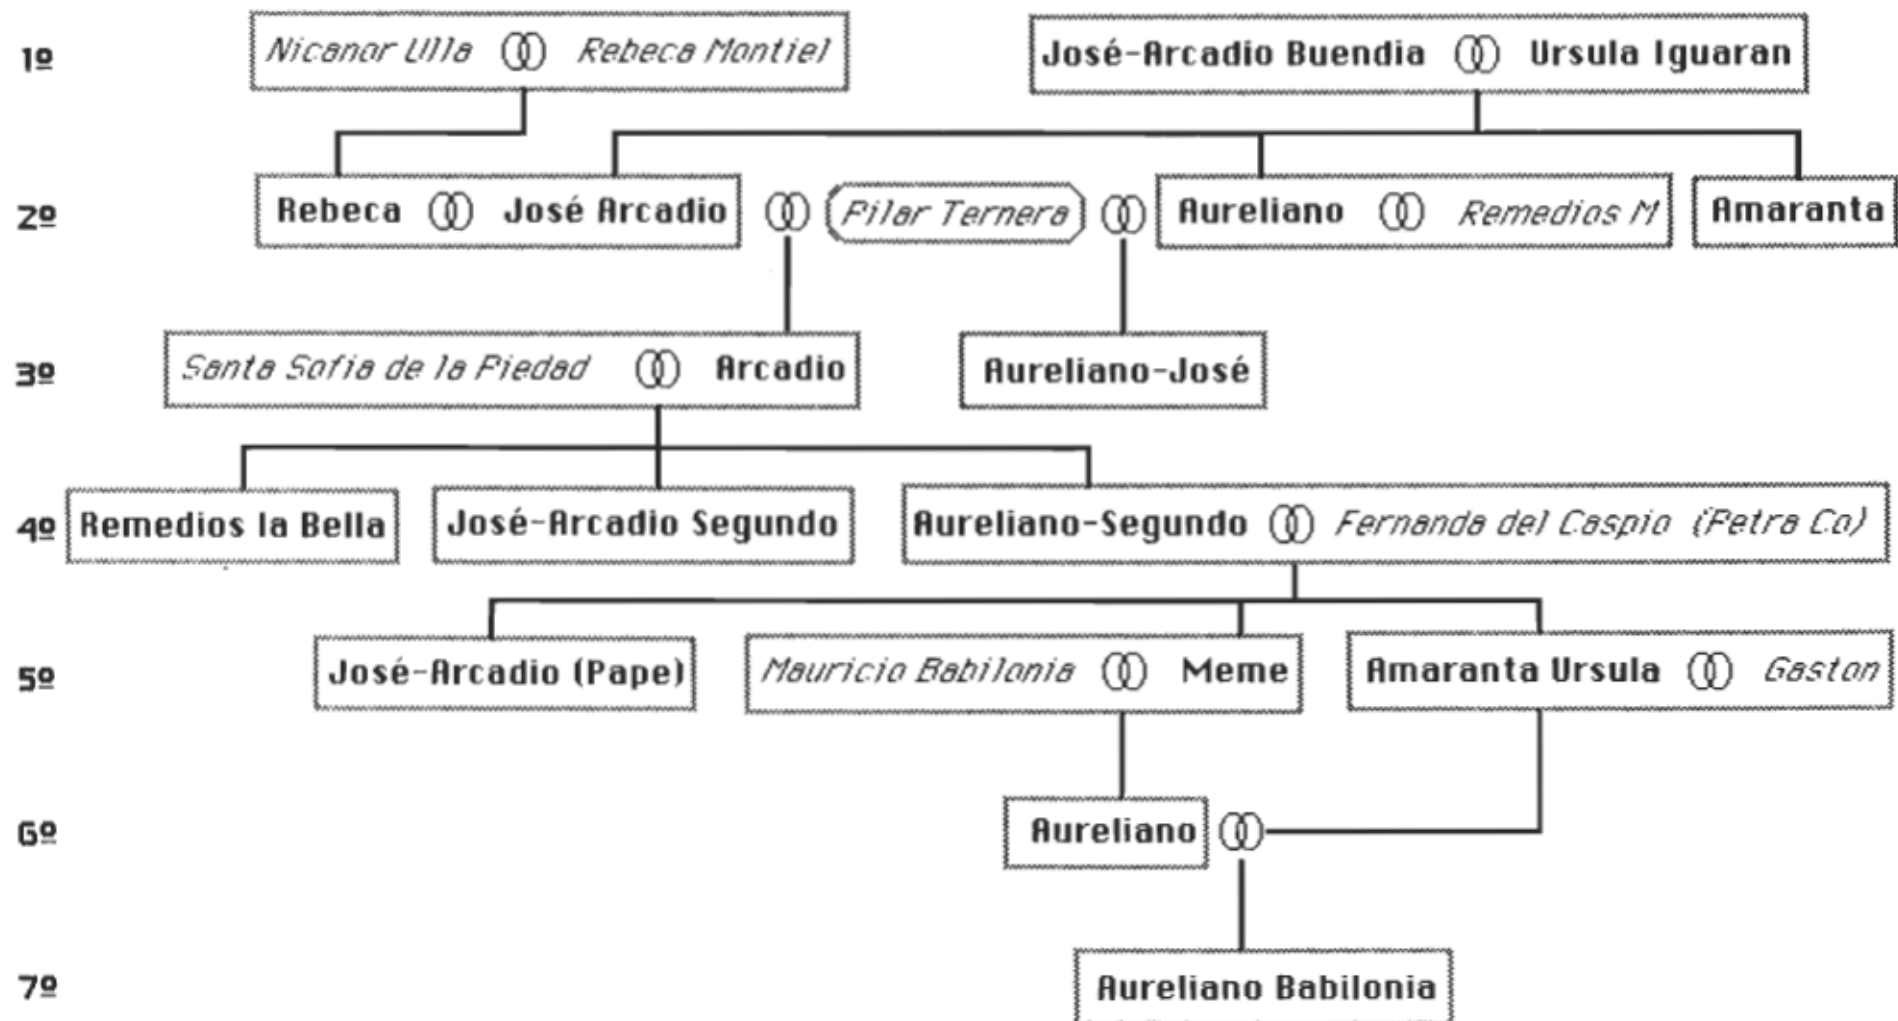 1º Nicanor Ulla Rebeca Montiel José-Arcadio Buendia Ursula Iguaran
2º Rebeca José Arcadio Pilar Ternera Aureliano Remedios M Amaranta
3º Santa Sofia de la Piedad Arcadio Aureliano-José
4º Remedios la Bella José-Arcadio Segundo Aureliano-Segundo Fernanda del Caspio (Petra Co)
5º José-Arcadio (Pape) Mauricio Babilonia Meme Amaranta Ursula Gaston
6º Aureliano
7º Aureliano Babilonia